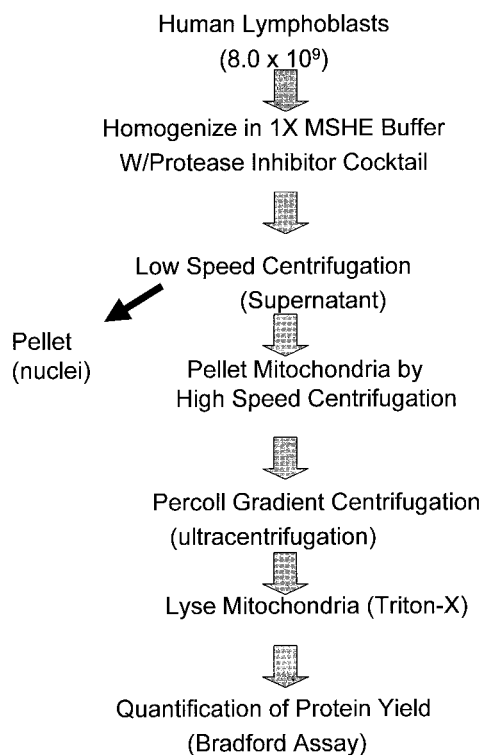 Human Lymphoblasts
(8.0 x 10⁹)
Homogenize in 1X MSHE Buffer
W/Protease Inhibitor Cocktail
Low Speed Centrifugation
(Supernatant)
Pellet
(nuclei)
Pellet Mitochondria by
High Speed Centrifugation
Percoll Gradient Centrifugation
(ultracentrifugation)
Lyse Mitochondria (Triton-X)
Quantification of Protein Yield
(Bradford Assay)